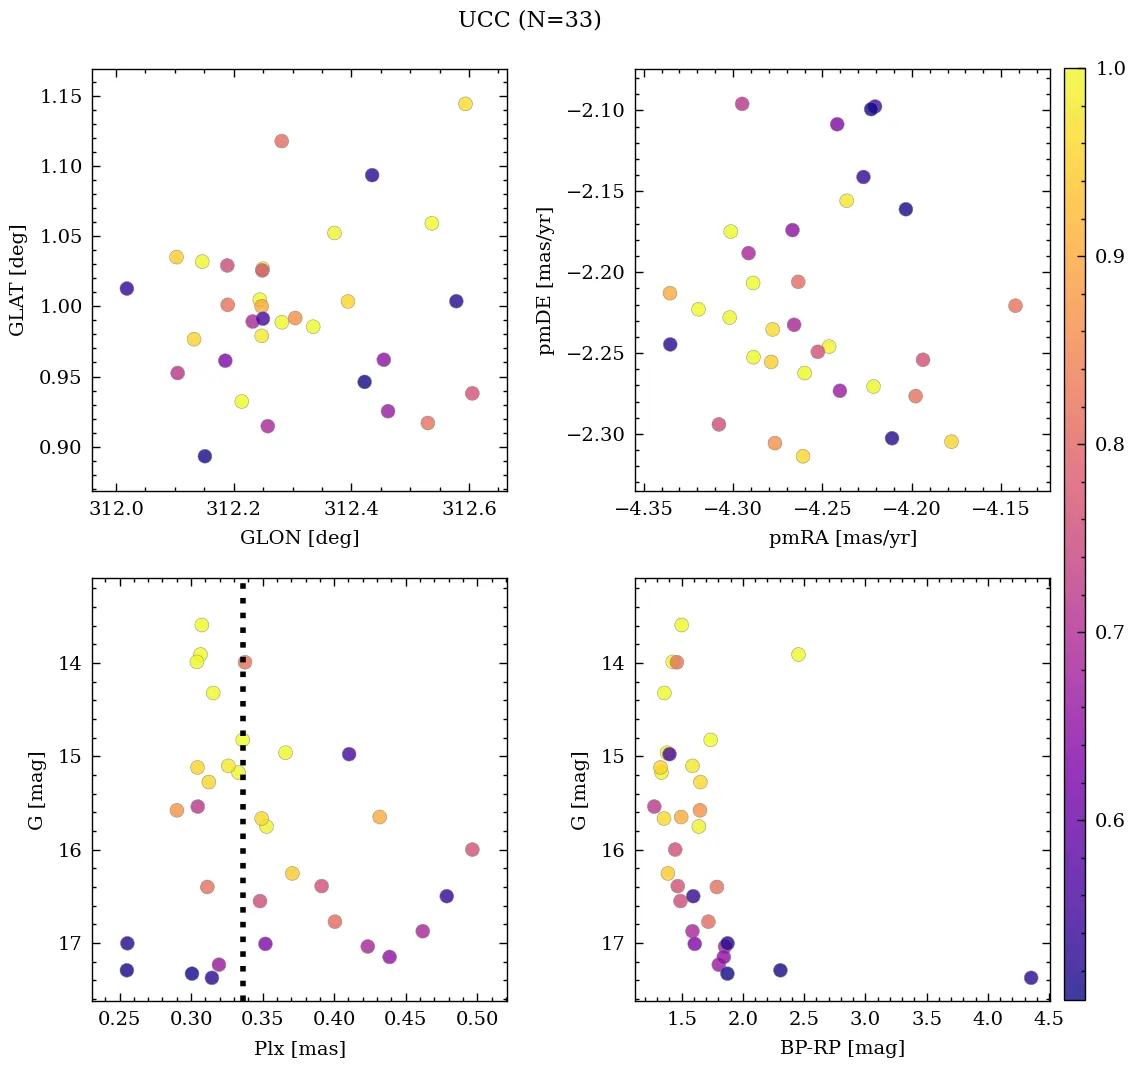 UCC (N=33)
1.15
1.10
1.05
1.00
0.95
0.90
GLAT [deg]
312.0 312.2 312.4 312.6
GLON [deg]
−2.10
−2.15
−2.20
−2.25
−2.30
pmDE [mas/yr]
−4.35 −4.30 −4.25 −4.20 −4.15
pmRA [mas/yr]
1.0
0.9
0.8
0.7
0.6
14
15
16
17
G [mag]
0.25 0.30 0.35 0.40 0.45 0.50
Plx [mas]
14
15
16
17
G [mag]
1.5 2.0 2.5 3.0 3.5 4.0 4.5
BP-RP [mag]